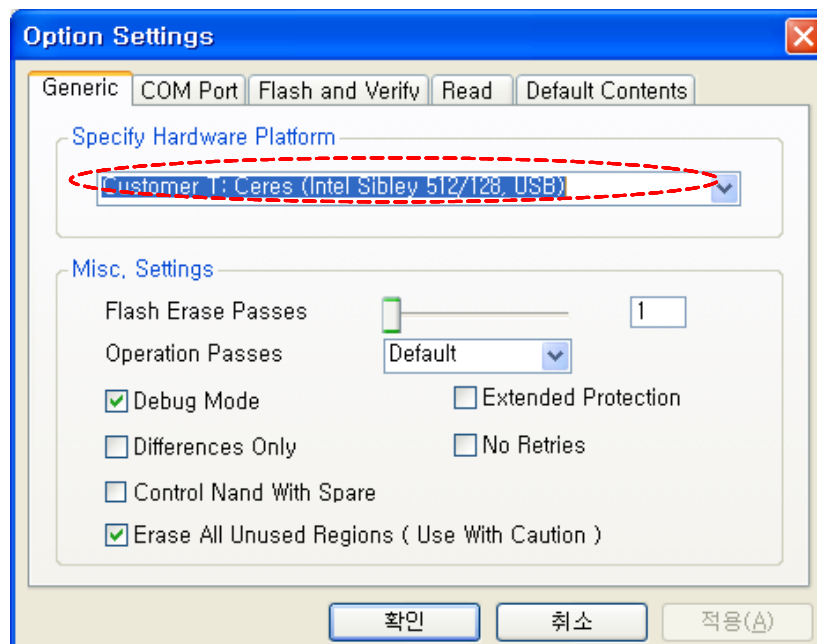 Option Settings
Generic COM Port Flash and Verify Read Default Contents
Specify Hardware Platform
Customer T: Ceres (Intel Sibley 512/128, USB)
Misc, Settings
Flash Erase Passes 1
Operation Passes Default
Debug Mode Extended Protection
Differences Only No Retries
Control Nand With Spare
Erase All Unused Regions ( Use With Caution )
확인 취소 적용(A)